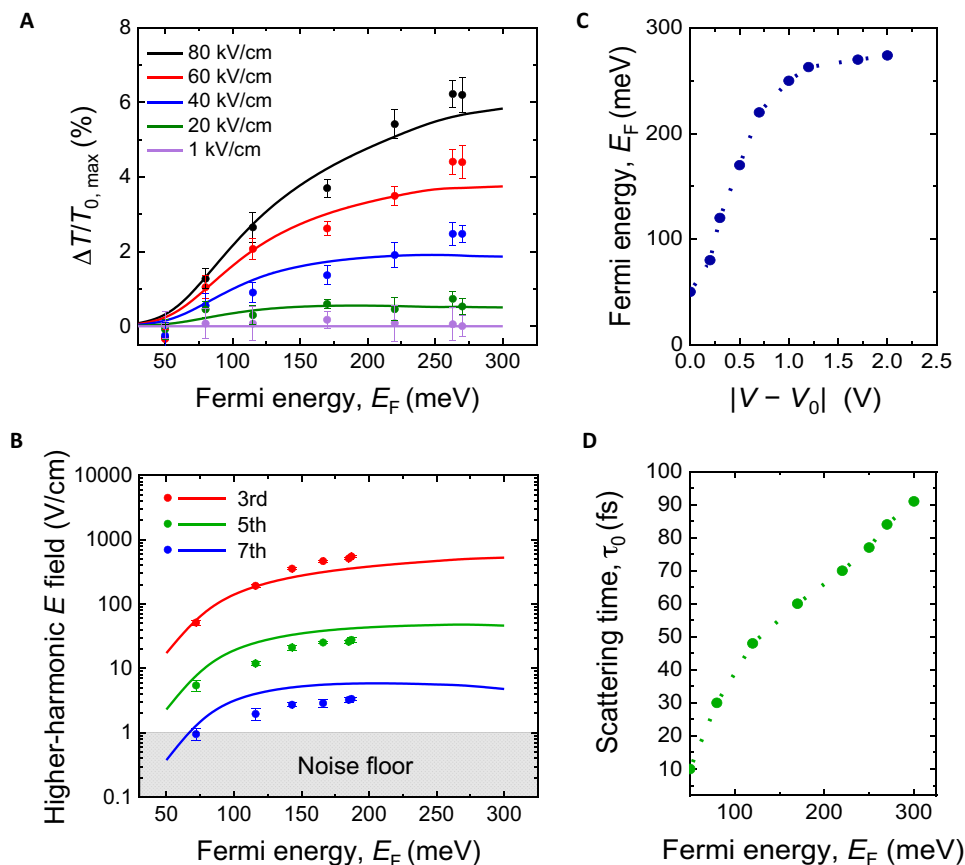 A
8
6
4
2
0
80 kV/cm
60 kV/cm
40 kV/cm
20 kV/cm
1 kV/cm
ΔT/T0, max (%)
50 100 150 200 250 300
Fermi energy, EF (meV)
B
10000
1000
100
10
1
0.1
3rd
5th
7th
Noise floor
Higher-harmonic E field (V/cm)
50 100 150 200 250 300
Fermi energy, EF (meV)
C
300
200
100
0
Fermi energy, EF (meV)
0.0 0.5 1.0 1.5 2.0 2.5
|V − V0| (V)
D
100
90
80
70
60
50
40
30
20
10
Scattering time, τ0 (fs)
100 200 300
Fermi energy, EF (meV)